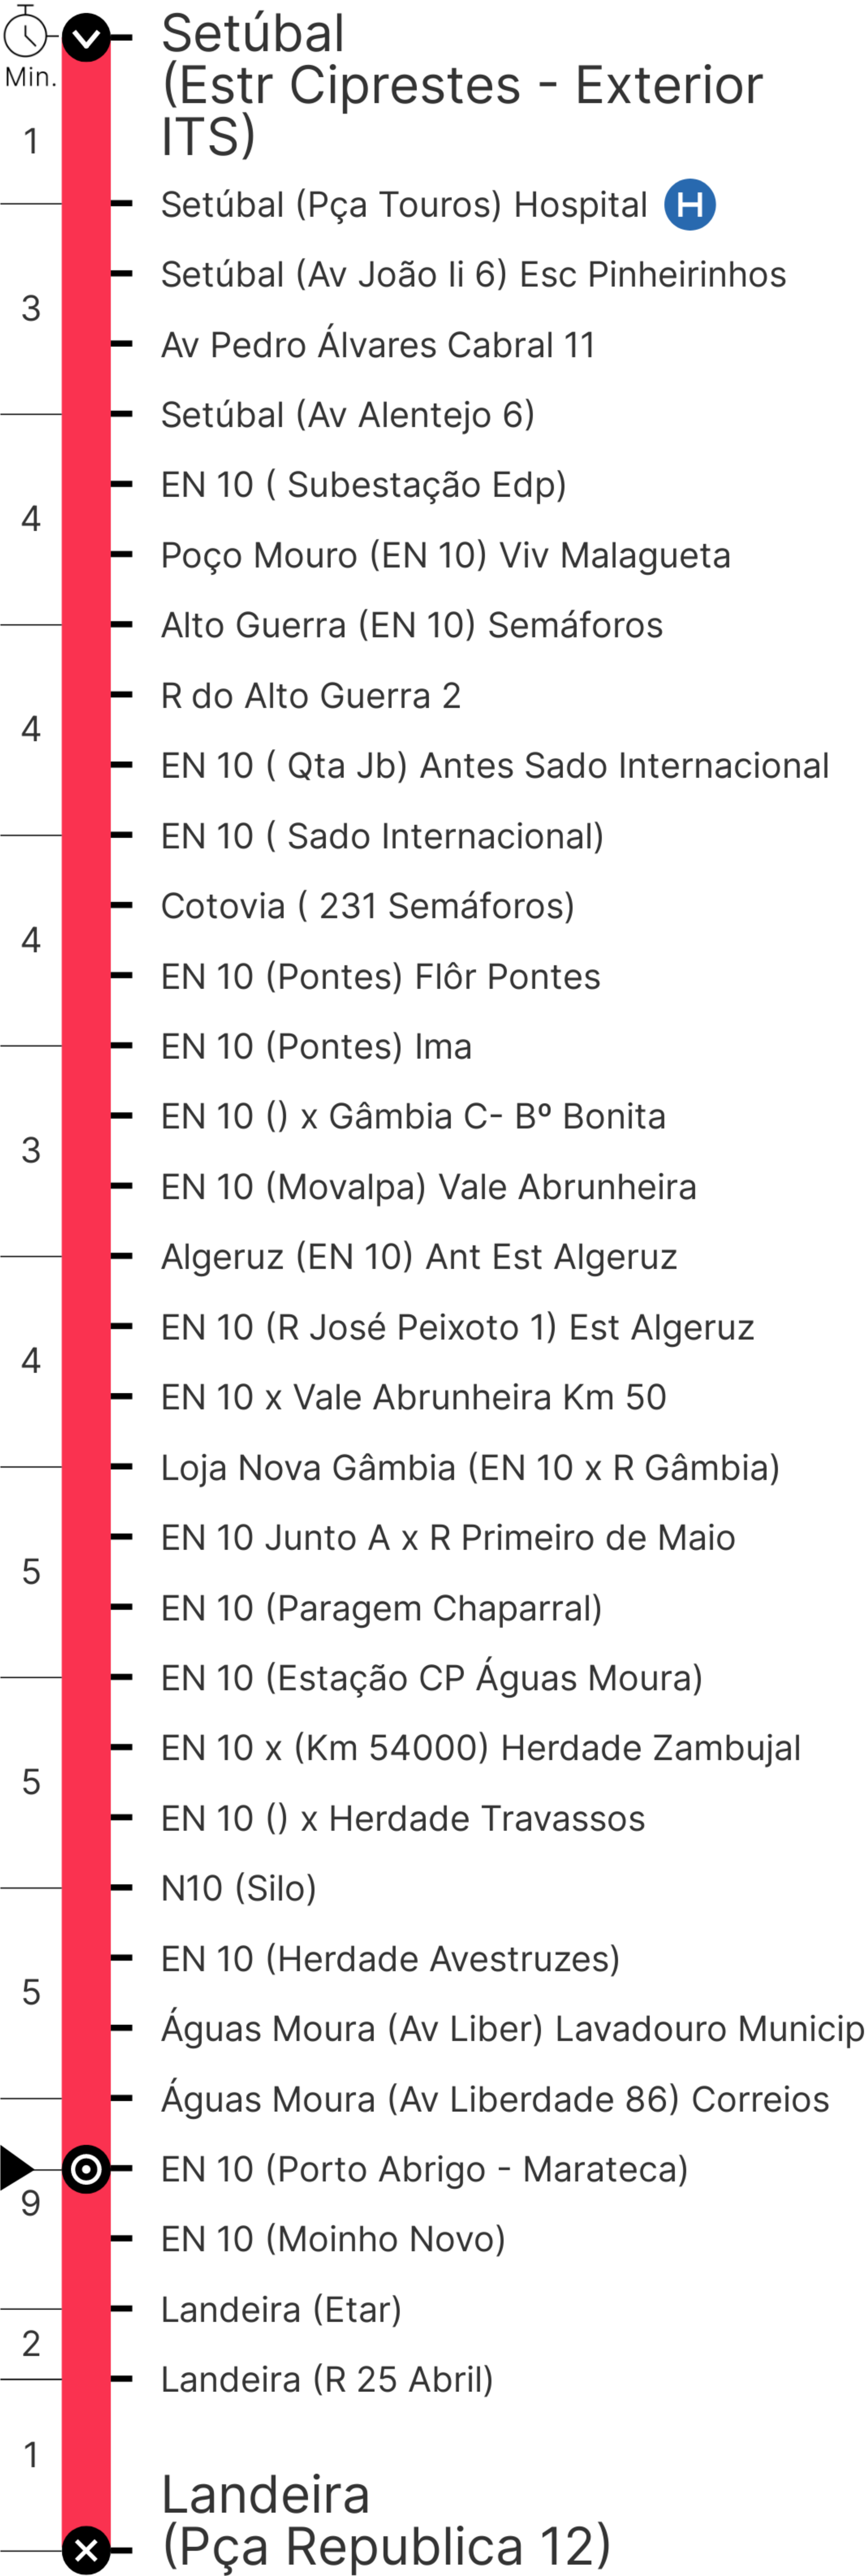 Min.
Setúbal
(Estr Ciprestes - Exterior
ITS)
1
Setúbal (Pça Touros) Hospital H
Setúbal (Av João Ii 6) Esc Pinheirinhos
3
Av Pedro Álvares Cabral 11
Setúbal (Av Alentejo 6)
EN 10 ( Subestação Edp)
4
Poço Mouro (EN 10) Viv Malagueta
Alto Guerra (EN 10) Semáforos
R do Alto Guerra 2
4
EN 10 ( Qta Jb) Antes Sado Internacional
EN 10 ( Sado Internacional)
Cotovia ( 231 Semáforos)
4
EN 10 (Pontes) Flôr Pontes
EN 10 (Pontes) Ima
EN 10 () x Gâmbia C- Bº Bonita
3
EN 10 (Movalpa) Vale Abrunheira
Algeruz (EN 10) Ant Est Algeruz
EN 10 (R José Peixoto 1) Est Algeruz
4
EN 10 x Vale Abrunheira Km 50
Loja Nova Gâmbia (EN 10 x R Gâmbia)
EN 10 Junto A x R Primeiro de Maio
5
EN 10 (Paragem Chaparral)
EN 10 (Estação CP Águas Moura)
EN 10 x (Km 54000) Herdade Zambujal
5
EN 10 () x Herdade Travassos
N10 (Silo)
EN 10 (Herdade Avestruzes)
5
Águas Moura (Av Liber) Lavadouro Municip
Águas Moura (Av Liberdade 86) Correios
EN 10 (Porto Abrigo - Marateca)
9
EN 10 (Moinho Novo)
Landeira (Etar)
2
Landeira (R 25 Abril)
1
Landeira
(Pça Republica 12)